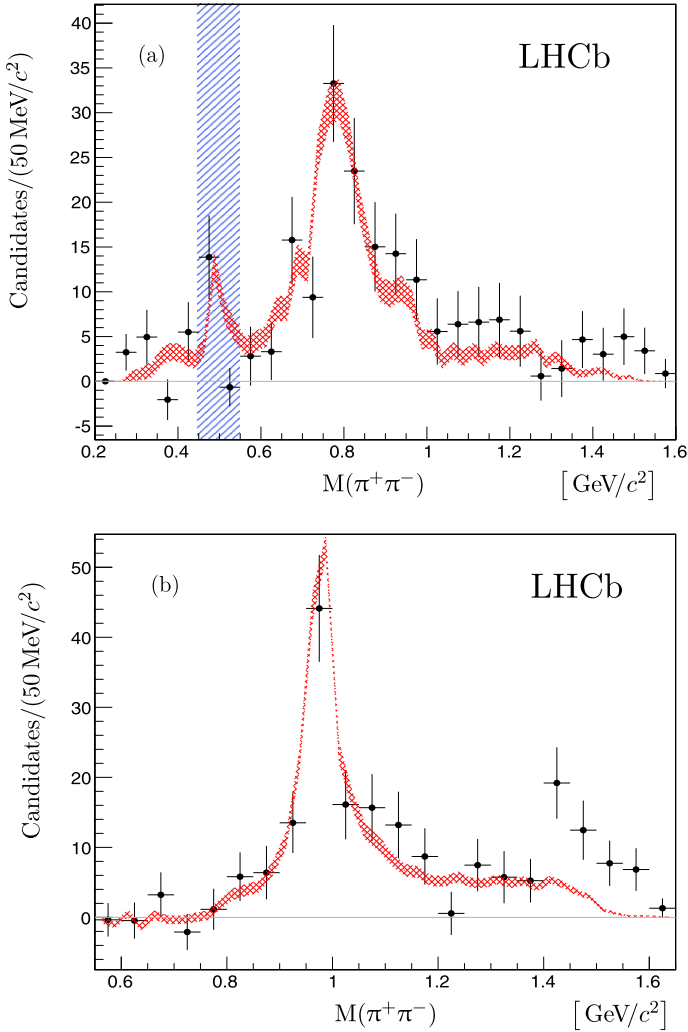 (a)
LHCb
Candidates/(50 MeV/c²)
40
35
30
25
20
15
10
5
0
-5
0.2 0.4 0.6 0.8 1 1.2 1.4 1.6
M(π⁺π⁻) [GeV/c²]
(b)
LHCb
Candidates/(50 MeV/c²)
50
40
30
20
10
0
0.6 0.8 1 1.2 1.4 1.6
M(π⁺π⁻) [GeV/c²]